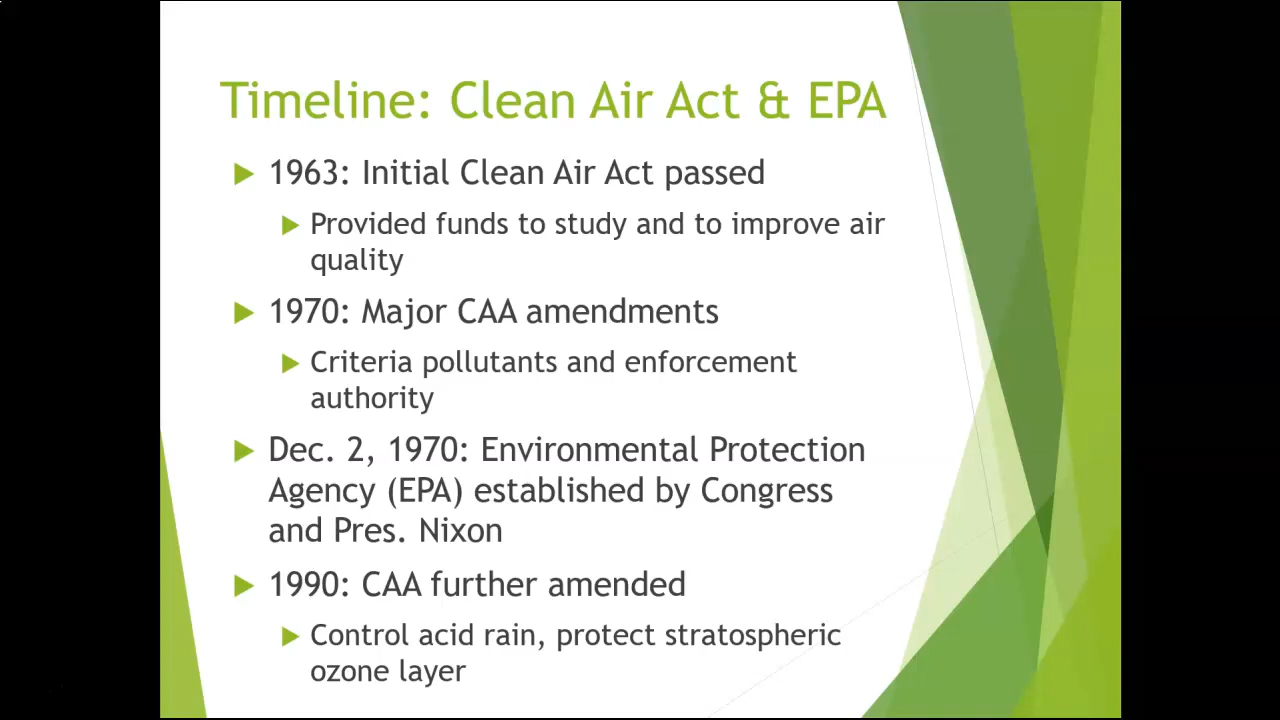 Timeline: Clean Air Act & EPA
1963: Initial Clean Air Act passed
Provided funds to study and to improve air
quality
1970: Major CAA amendments
Criteria pollutants and enforcement
authority
Dec. 2, 1970: Environmental Protection
Agency (EPA) established by Congress
and Pres. Nixon
1990: CAA further amended
Control acid rain, protect stratospheric
ozone layer